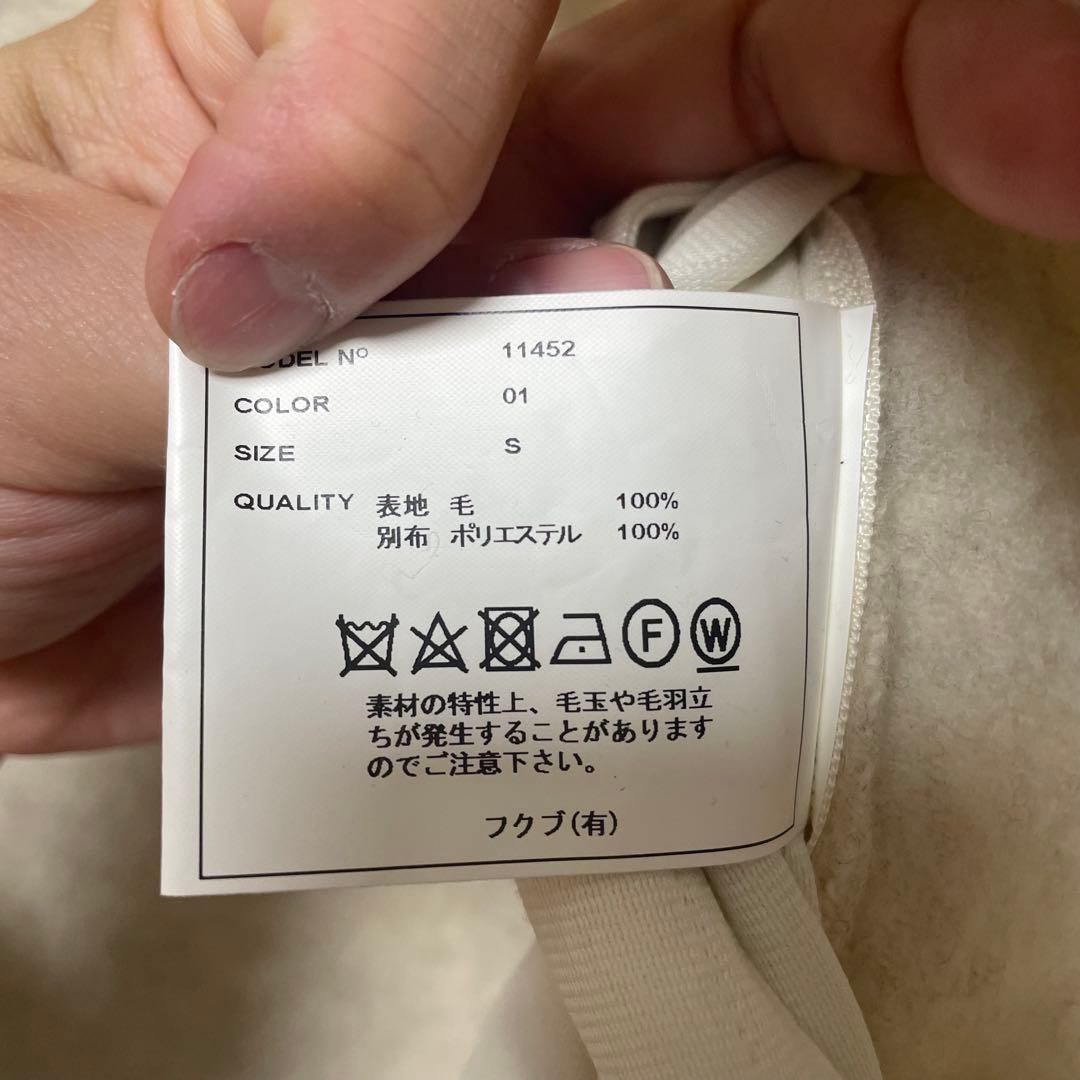 MODEL Nº 11452
COLOR 01
SIZE S
QUALITY 表地 毛 100%
別布 ポリエステル 100%
F W
素材の特性上、毛玉や毛羽立
ちが発生することがあります
のでご注意下さい。
フクブ(有)